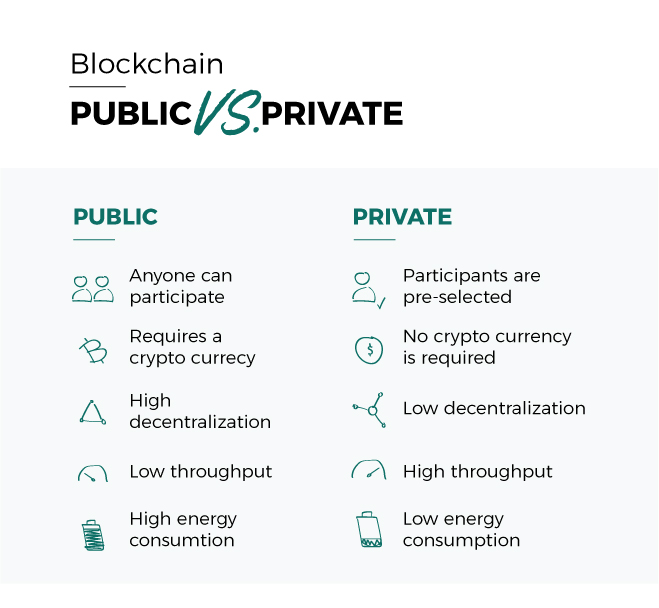 Blockchain
PUBLIC VS. PRIVATE
PUBLIC
Anyone can
participate
Requires a
crypto currecy
High
decentralization
Low throughput
High energy
consumtion
PRIVATE
Participants are
pre-selected
No crypto currency
is required
Low decentralization
High throughput
Low energy
consumption